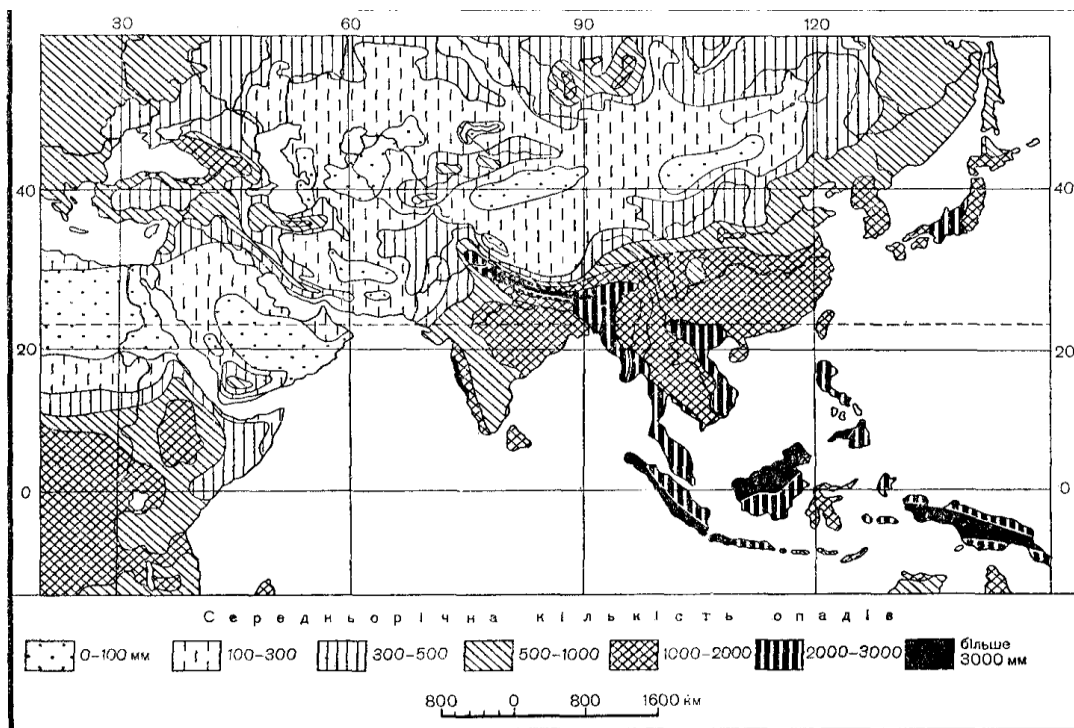 30 60 90 120
40 40
20 20
0 0
Середньорічна кількість опадів
0-100 мм 100-300 300-500 500-1000 1000-2000 2000-3000 більше 3000 мм
800 0 800 1600 км